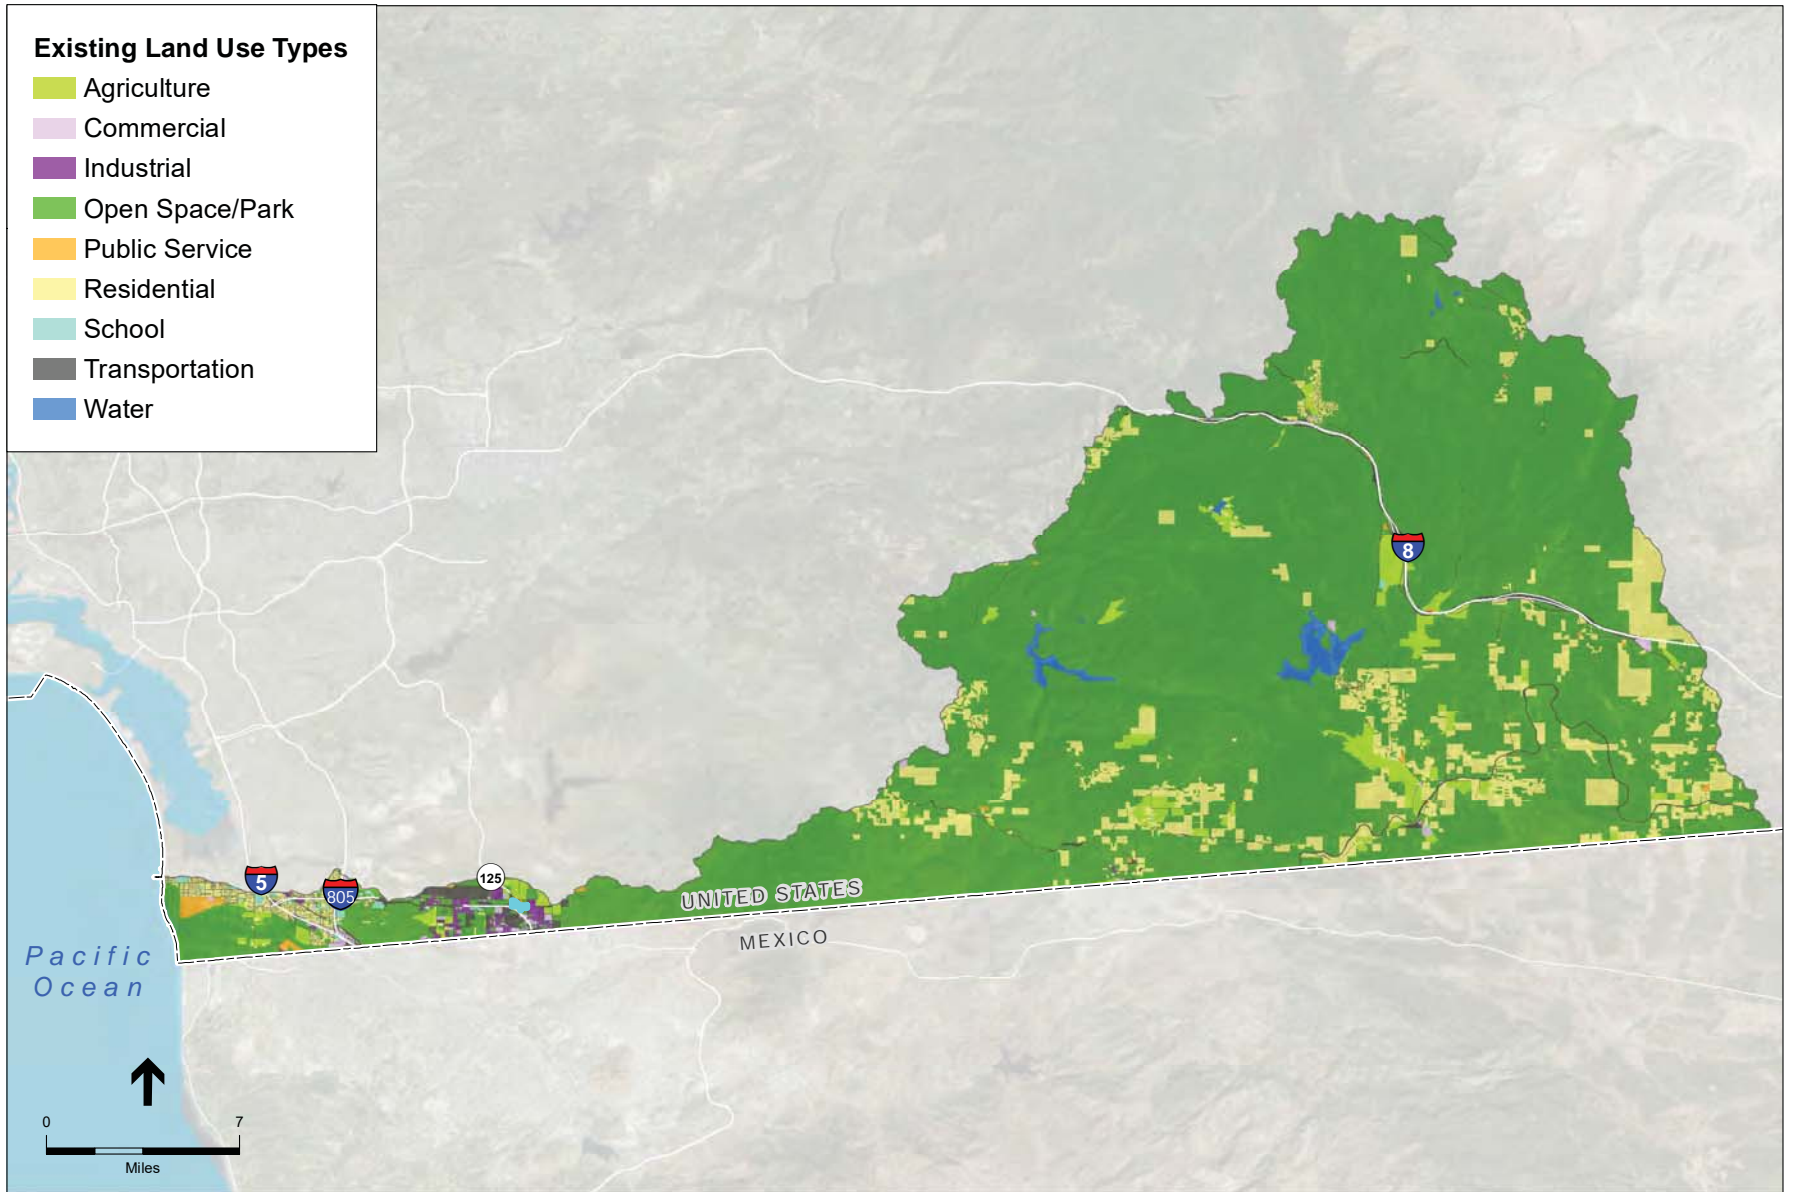 Existing Land Use Types
Agriculture
Commercial
Industrial
Open Space/Park
Public Service
Residential
School
Transportation
Water
8
5
805
125
UNITED STATES
MEXICO
Pacific
Ocean
0 7
Miles